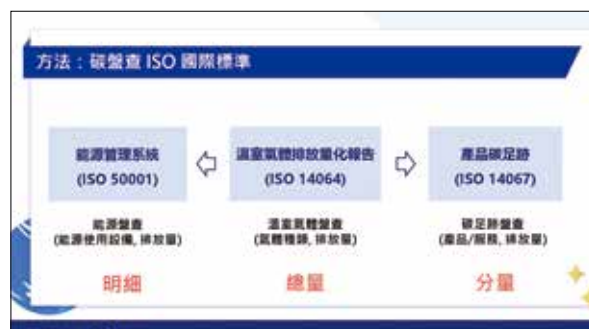 方法：碳盤查 ISO 國際標準
能源管理系統
(ISO 50001)
溫室氣體排放量化報告
(ISO 14064)
產品碳足跡
(ISO 14067)
能源盤查
(能源使用設備, 排放量)
溫室氣體盤查
(氣體種類, 排放量)
碳足跡盤查
(產品/服務, 排放量)
明細
總量
分量